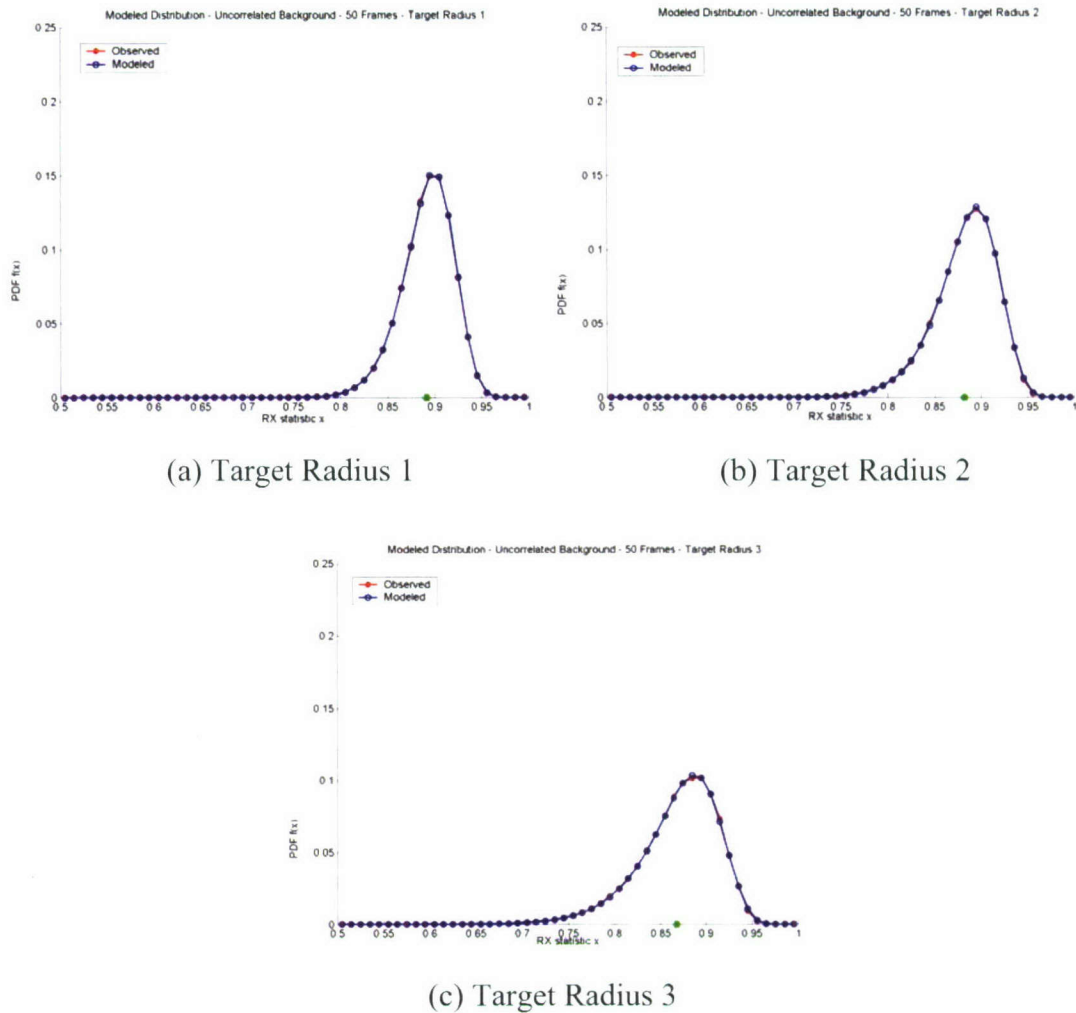 Modeled Distribution - Uncorrelated Background - 50 Frames - Target Radius 1
0 25
Observed
Modeled
0 2
0 15
0 1
0 05
0
PDF f(x)
0 5 0 55 0 6 0 65 0 7 0 75 0 8 0 85 0 9 0 95 1
RX statistic x
(a) Target Radius 1
Modeled Distribution - Uncorrelated Background - 50 Frames - Target Radius 2
0 25
Observed
Modeled
0 2
0 15
0 1
0 05
0
PDF f(x)
0 5 0 55 0 6 0 65 0 7 0 75 0 8 0 85 0 9 0 95 1
RX statistic x
(b) Target Radius 2
Modeled Distribution - Uncorrelated Background - 50 Frames - Target Radius 3
0 25
Observed
Modeled
0 2
0 15
0 1
0 05
0
PDF f(x)
0 5 0 55 0 6 0 65 0 7 0 75 0 8 0 85 0 9 0 95 1
RX statistic x
(c) Target Radius 3